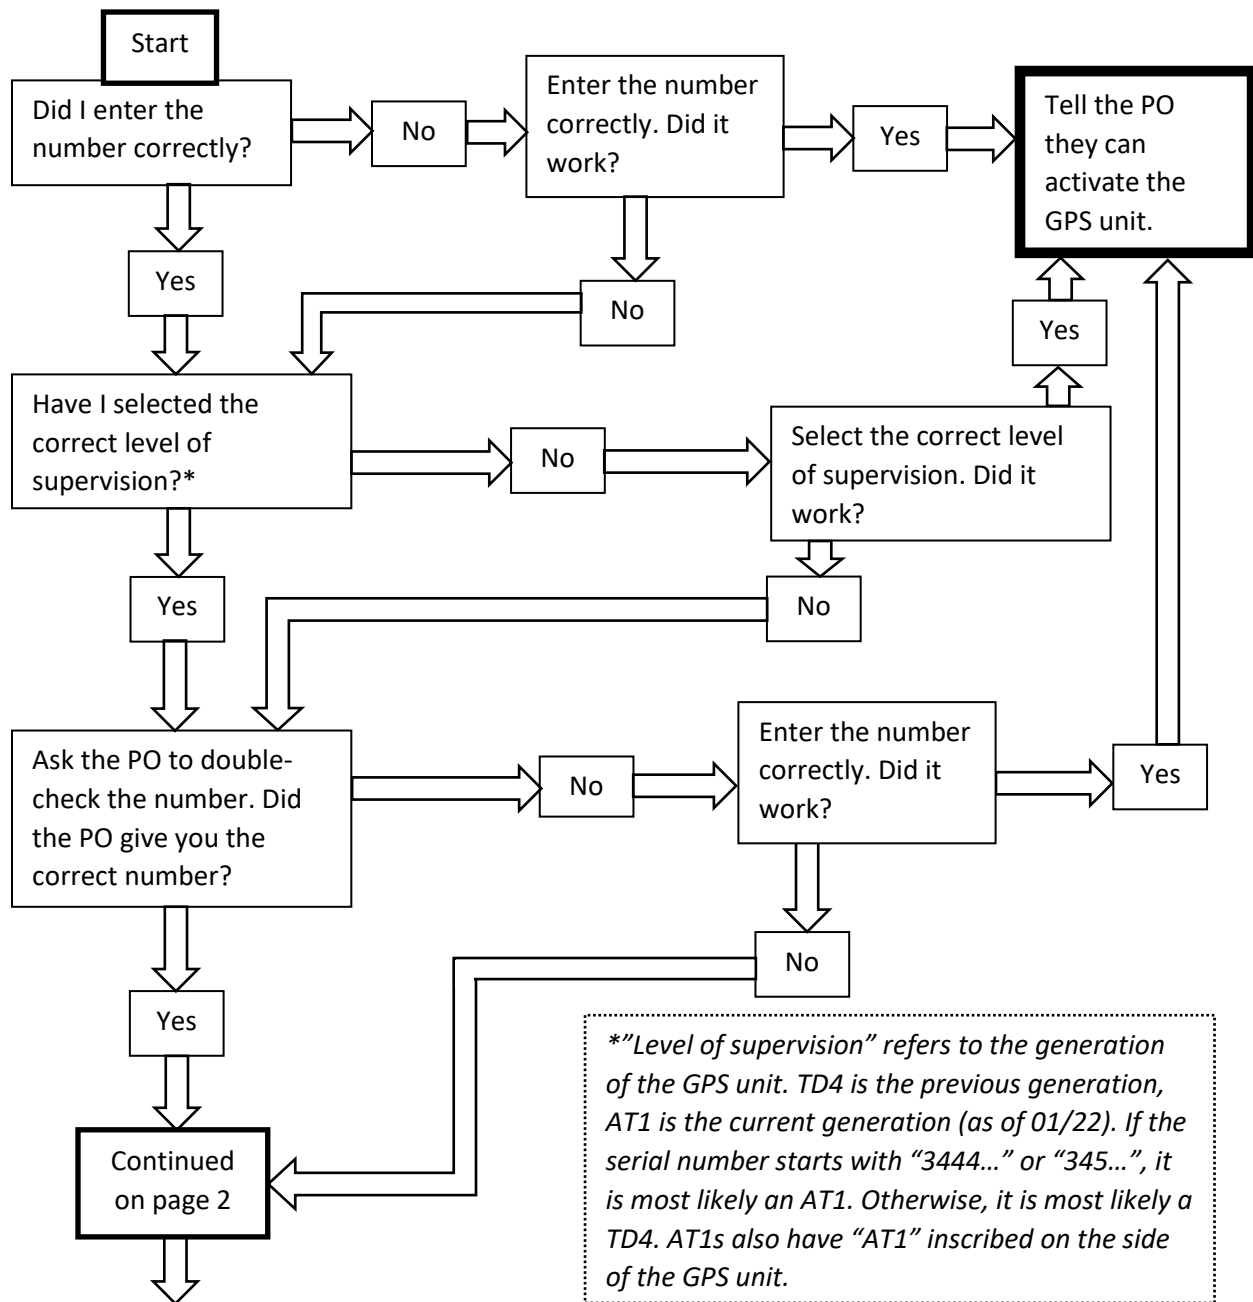 Start
Did I enter the
number correctly?
No
Enter the number
correctly. Did it
work?
Yes
Tell the PO
they can
activate the
GPS unit.
Yes
No
Yes
Have I selected the
correct level of
supervision?*
No
Select the correct level
of supervision. Did it
work?
Yes
No
Ask the PO to double-
check the number. Did
the PO give you the
correct number?
No
Enter the number
correctly. Did it
work?
Yes
No
Yes
Continued
on page 2
*”Level of supervision” refers to the generation
of the GPS unit. TD4 is the previous generation,
AT1 is the current generation (as of 01/22). If the
serial number starts with “3444…” or “345…”, it
is most likely an AT1. Otherwise, it is most likely a
TD4. AT1s also have “AT1” inscribed on the side
of the GPS unit.